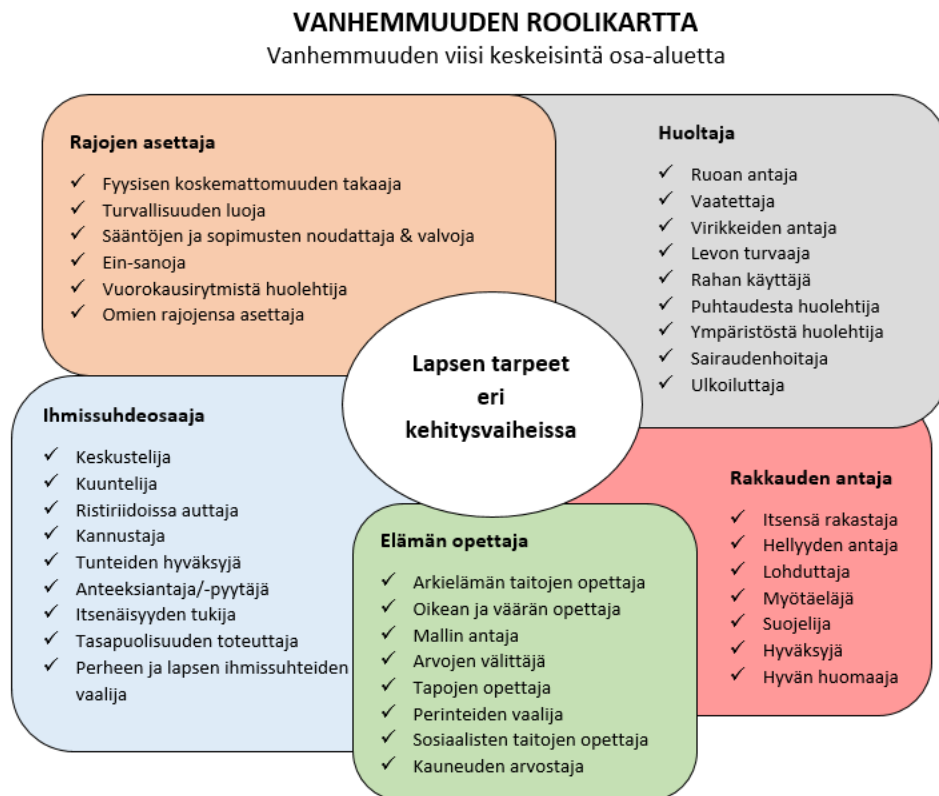 VANHEMMUUDEN ROOLIKARTTA
Vanhemmuuden viisi keskeisintä osa-aluetta
Rajojen asettaja
✓ Fyysisen koskemattomuuden takaaja
✓ Turvallisuuden luoja
✓ Sääntöjen ja sopimusten noudattaja & valvoja
✓ Ein-sanoja
✓ Vuorokausirytmistä huolehtija
✓ Omien rajojensa asettaja
Huoltaja
✓ Ruoan antaja
✓ Vaatettaja
✓ Virikkeiden antaja
✓ Levon turvaaja
✓ Rahan käyttäjä
✓ Puhtaudesta huolehtija
✓ Ympäristöstä huolehtija
✓ Sairaudenhoitaja
✓ Ulkoiluttaja
Lapsen tarpeet
eri
kehitysvaiheissa
Ihmissuhdeosaaja
✓ Keskustelija
✓ Kuuntelija
✓ Ristiriidoissa auttaja
✓ Kannustaja
✓ Tunteiden hyväksyjä
✓ Anteeksiantaja/-pyytäjä
✓ Itsenäisyyden tukija
✓ Tasapuolisuuden toteuttaja
✓ Perheen ja lapsen ihmissuhteiden
vaalija
Elämän opettaja
✓ Arkielämän taitojen opettaja
✓ Oikean ja väärän opettaja
✓ Mallin antaja
✓ Arvojen välittäjä
✓ Tapojen opettaja
✓ Perinteiden vaalija
✓ Sosiaalisten taitojen opettaja
✓ Kauneuden arvostaja
Rakkauden antaja
✓ Itsensä rakastaja
✓ Hellyyden antaja
✓ Lohduttaja
✓ Myötäeläjä
✓ Suojelija
✓ Hyväksyjä
✓ Hyvän huomaaja